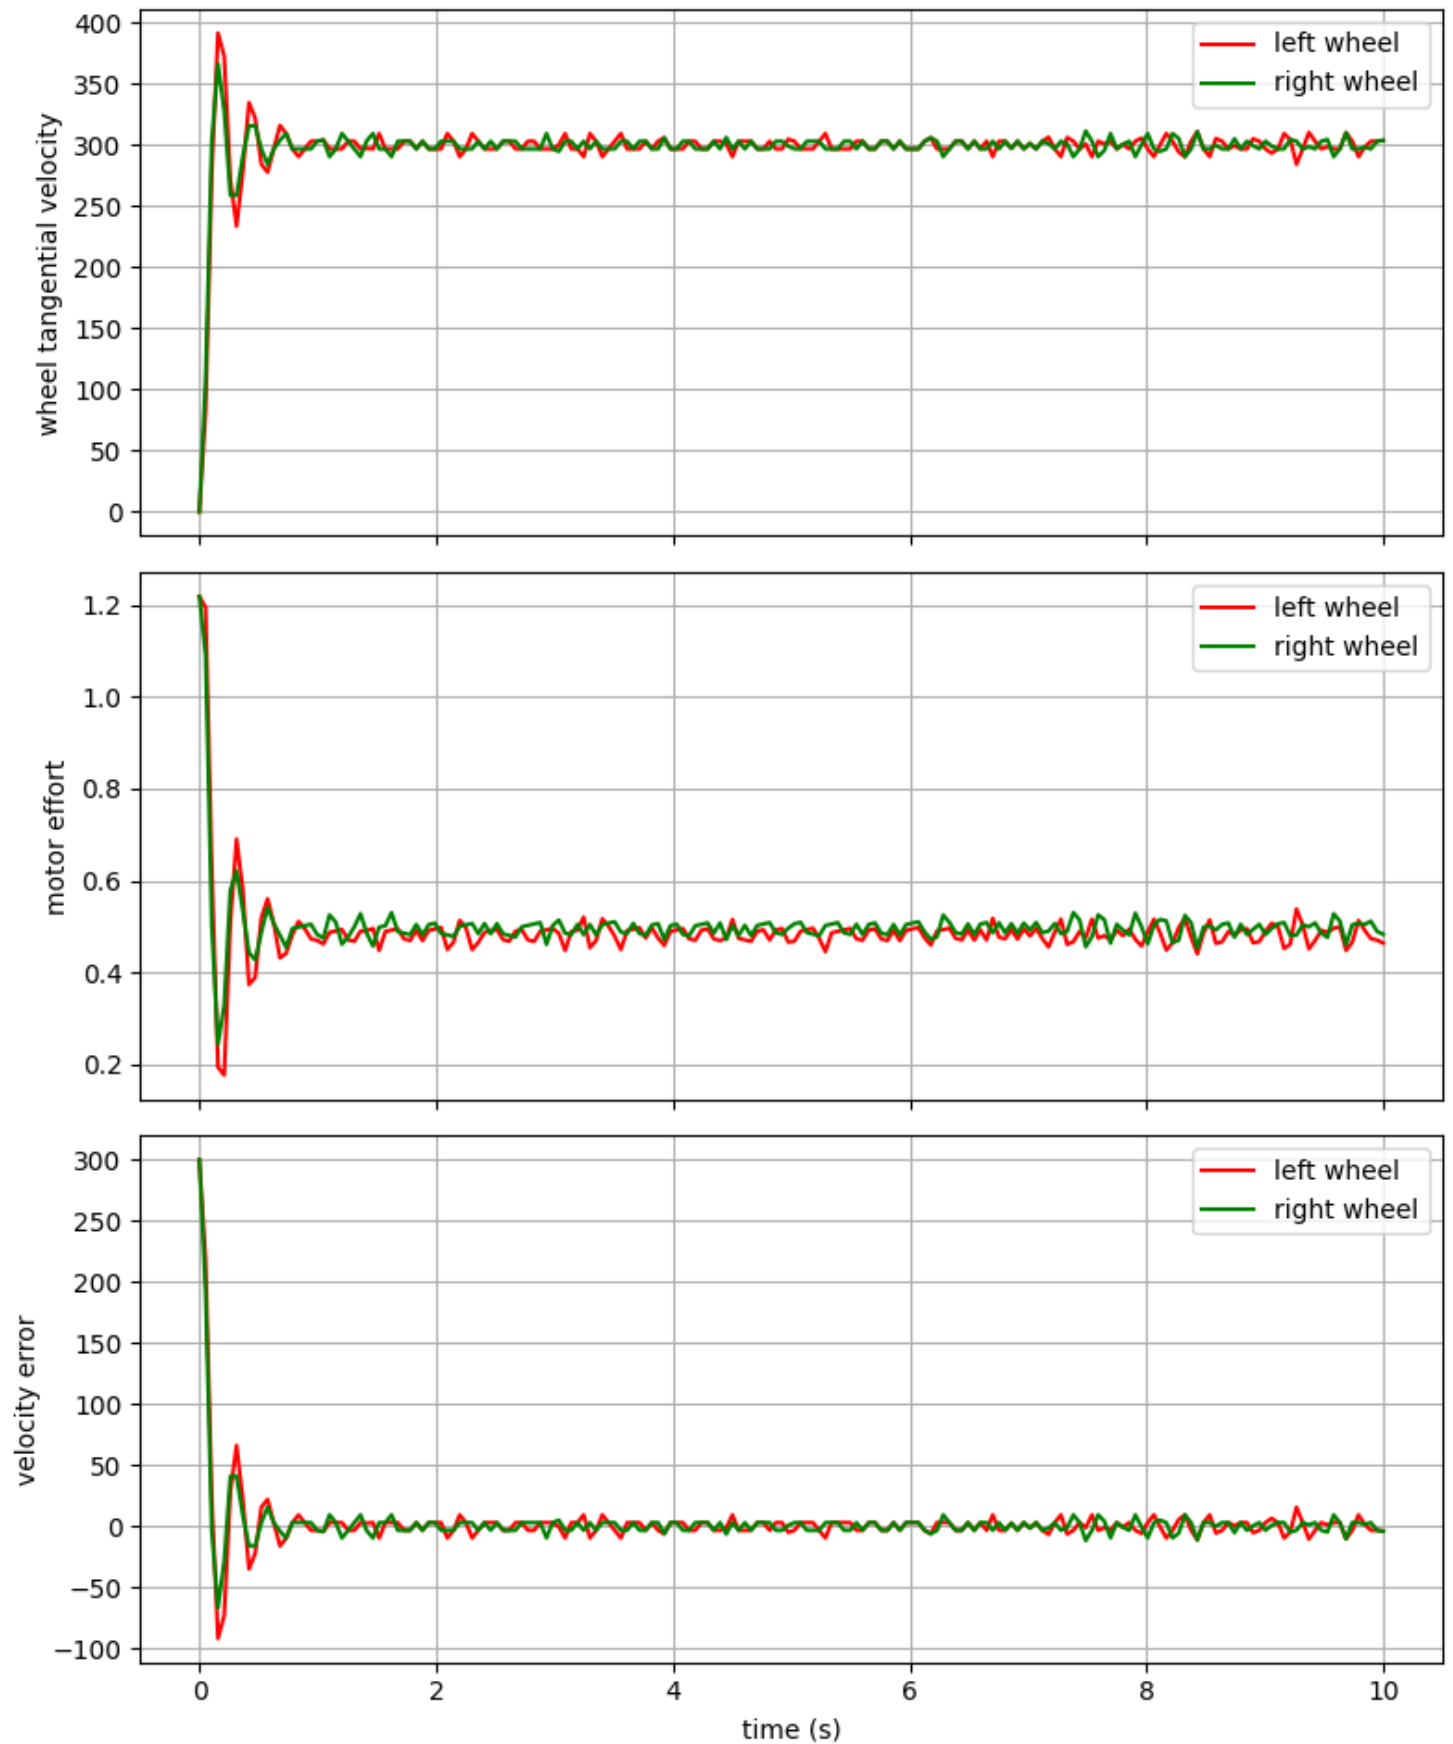 400
350
300
250
200
150
100
50
0
wheel tangential velocity
left wheel
right wheel
1.2
1.0
0.8
0.6
0.4
0.2
motor effort
left wheel
right wheel
300
250
200
150
100
50
0
−50
−100
velocity error
left wheel
right wheel
0 2 4 6 8 10
time (s)